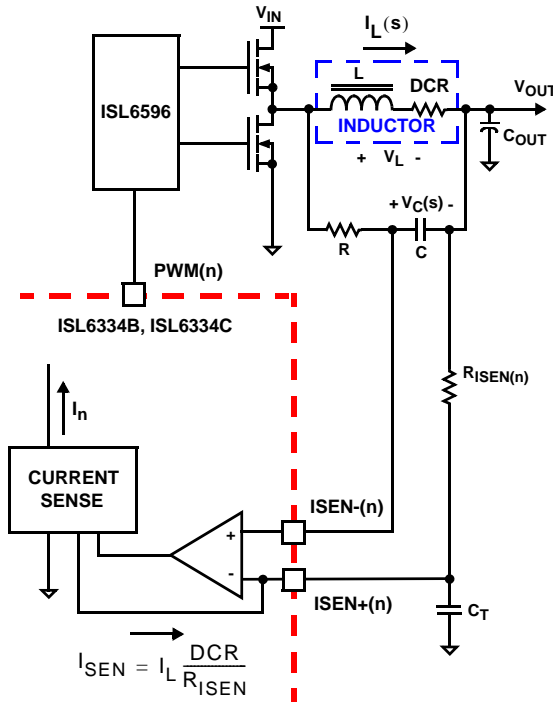 V_IN
I_L(s)
L
DCR
V_OUT
ISL6596
INDUCTOR
C_OUT
+ V_L -
+ V_C(s) -
R
C
PWM(n)
ISL6334B, ISL6334C
R_ISEN(n)
I_n
CURRENT
SENSE
ISEN-(n)
+
-
ISEN+(n)
C_T
I_SEN = I_L DCR
R_ISEN